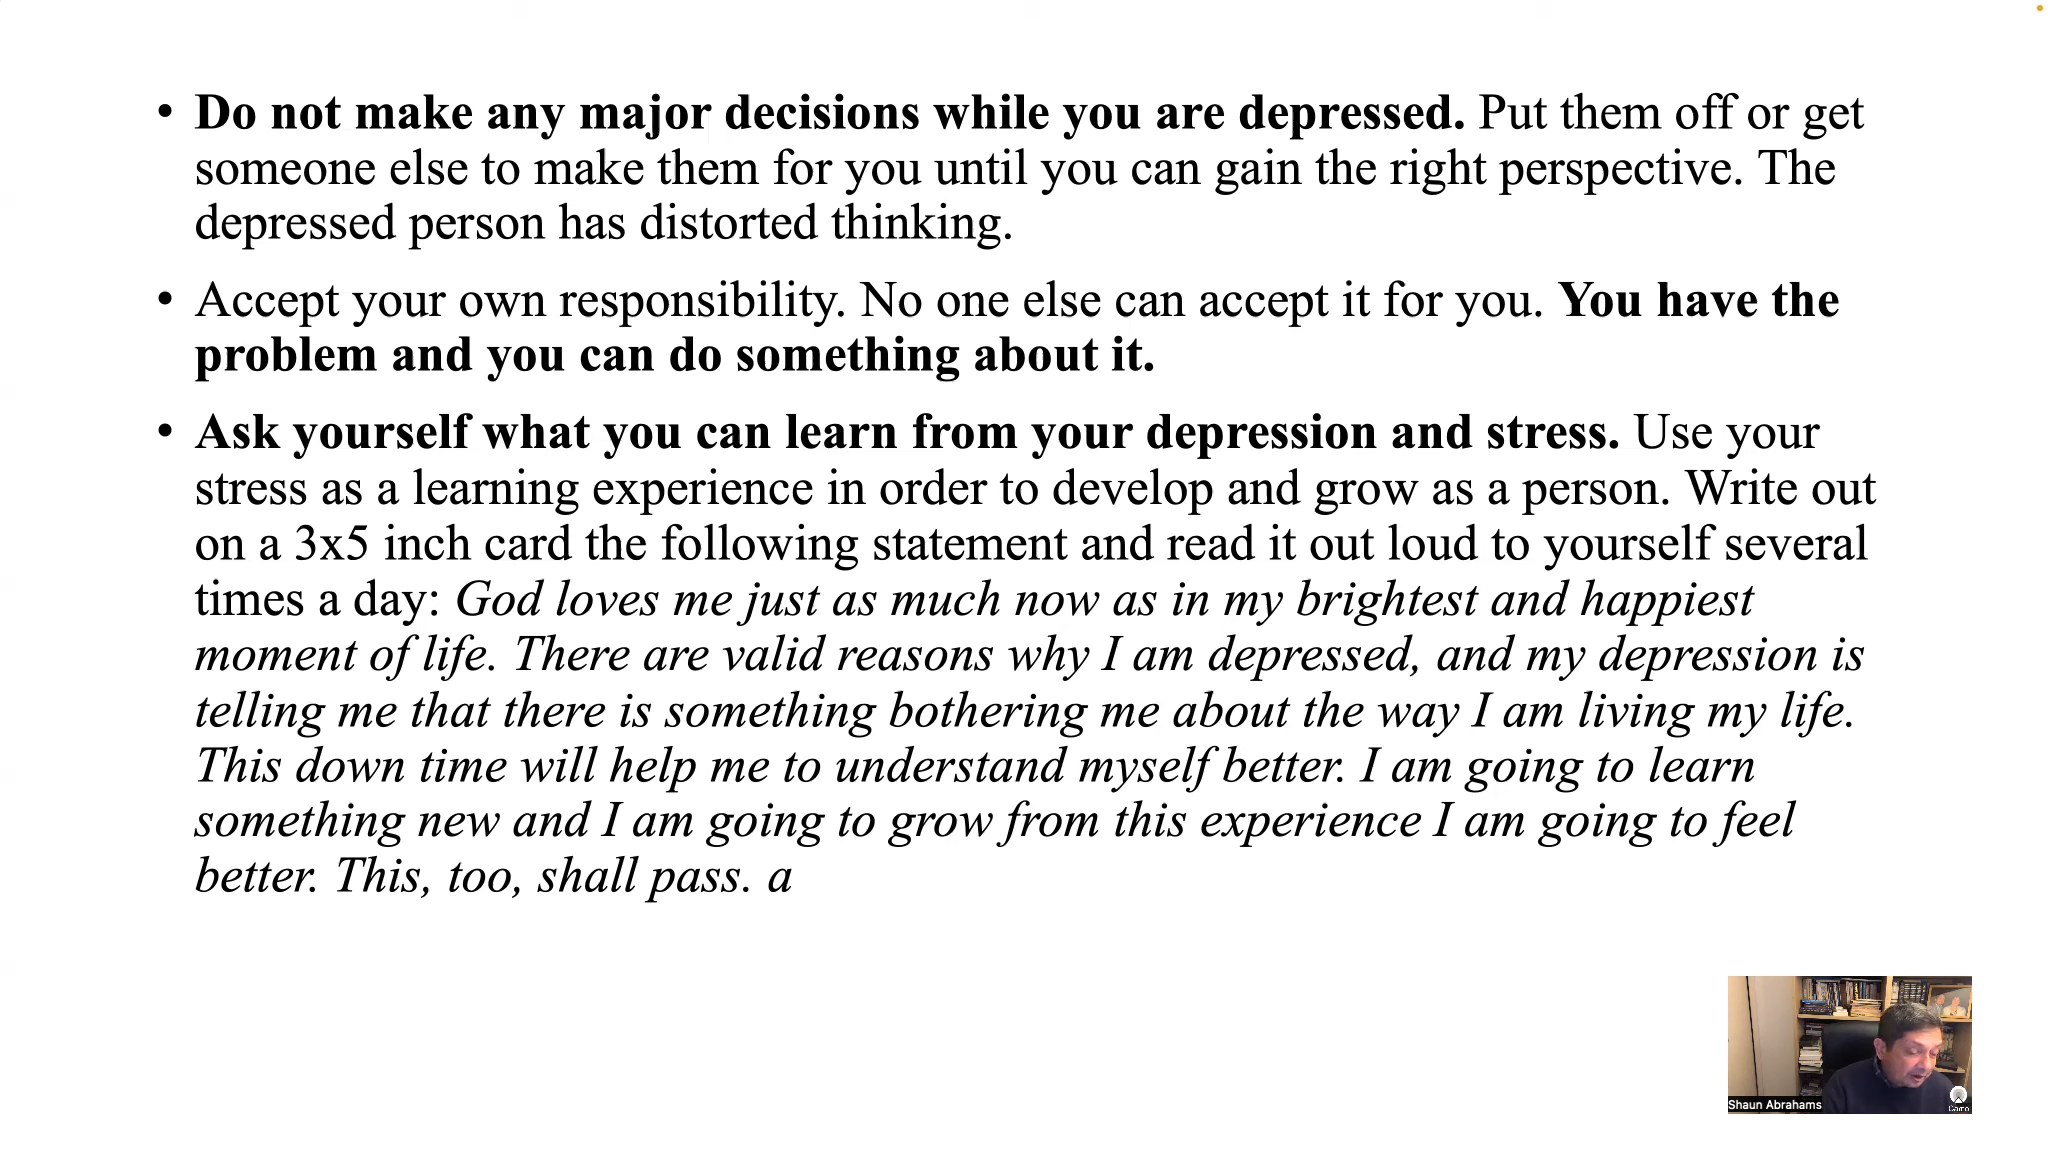 • Do not make any major decisions while you are depressed. Put them off or get
someone else to make them for you until you can gain the right perspective. The
depressed person has distorted thinking.
• Accept your own responsibility. No one else can accept it for you. You have the
problem and you can do something about it.
• Ask yourself what you can learn from your depression and stress. Use your
stress as a learning experience in order to develop and grow as a person. Write out
on a 3x5 inch card the following statement and read it out loud to yourself several
times a day: God loves me just as much now as in my brightest and happiest
moment of life. There are valid reasons why I am depressed, and my depression is
telling me that there is something bothering me about the way I am living my life.
This down time will help me to understand myself better. I am going to learn
something new and I am going to grow from this experience I am going to feel
better. This, too, shall pass. a
Shaun Abrahams